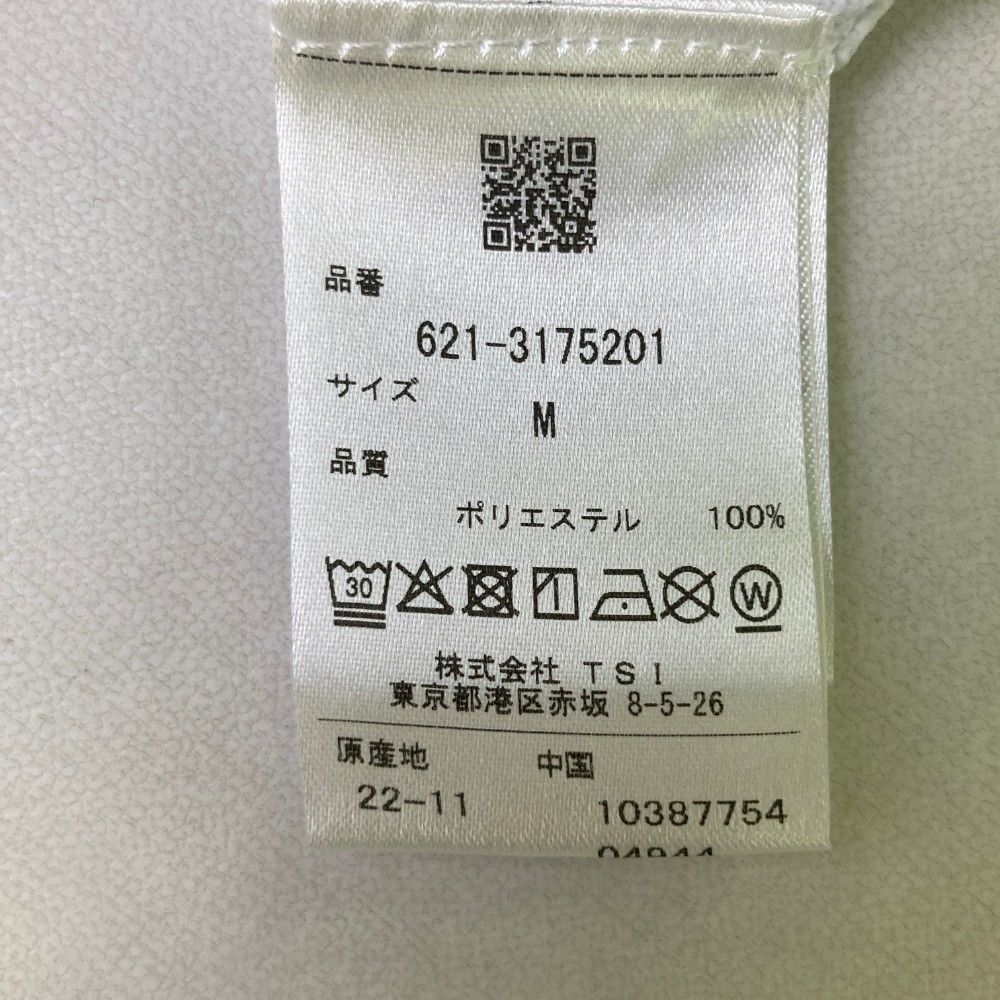 品番
621-3175201
サイズ
M
品質
ポリエステル 100%
30
W
株式会社 TSI
東京都港区赤坂 8-5-26
原産地 中国
22-11 10387754
04944